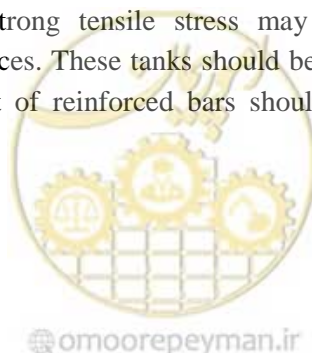 trong tensile stress may
ces. These tanks should be
t of reinforced bars shoul
omoorepeyman.ir